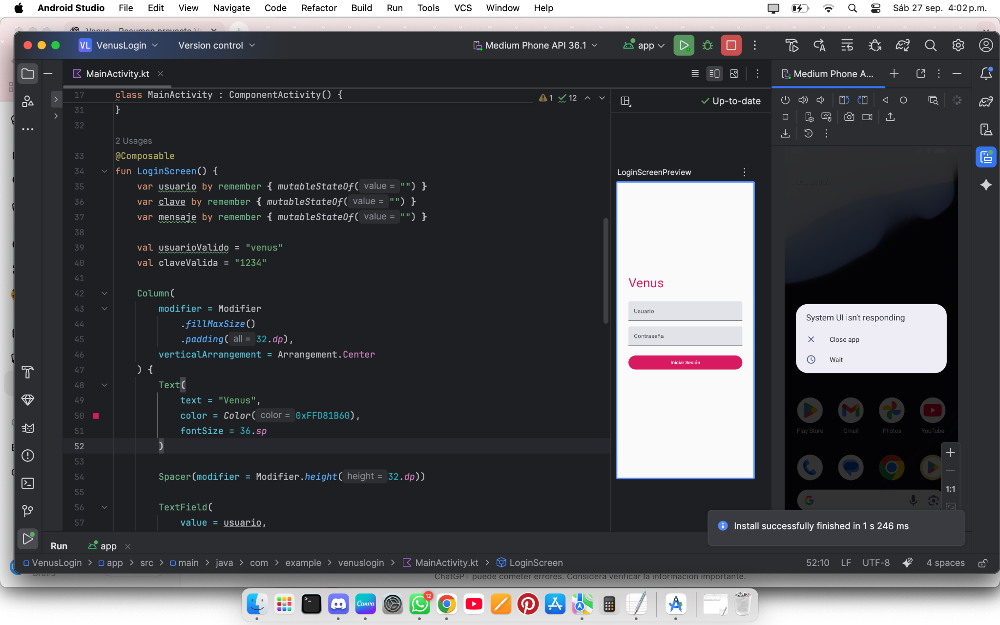 Android Studio File Edit View Navigate Code Refactor Build Run Tools VCS Window Help
Sáb 27 sep. 4:02 p.m.
VL VenusLogin Version control
Medium Phone API 36.1 app
MainActivity.kt
Medium Phone A...
17 class MainActivity : ComponentActivity() {
1 12
Up-to-date
31 }
32
2 Usages
33 @Composable
34 fun LoginScreen() {
35 var usuario by remember { mutableStateOf( value = "") }
36 var clave by remember { mutableStateOf( value = "") }
37 var mensaje by remember { mutableStateOf( value = "") }
38
39 val usuarioValido = "venus"
40 val claveValida = "1234"
41
42 Column(
43 modifier = Modifier
44 .fillMaxSize()
45 .padding( all = 32.dp),
46 verticalArrangement = Arrangement.Center
47 ) {
48 Text(
49 text = "Venus",
50 color = Color( color = 0xFFD81B60),
51 fontSize = 36.sp
52 )
53
54 Spacer(modifier = Modifier.height( height = 32.dp))
55
56 TextField(
57 value = usuario,
LoginScreenPreview
Venus
Usuario
Contraseña
Iniciar Sesión
System UI isn't responding
Close app
Wait
Play Store Gmail Photos YouTube
1:1
Install successfully finished in 1 s 246 ms
Run app
VenusLogin > app > src > main > java > com > example > venuslogin > MainActivity.kt > LoginScreen
52:10 LF UTF-8 4 spaces
Gratis
ChatGPT puede cometer errores. Considera verificar la información importante.
Canva
12